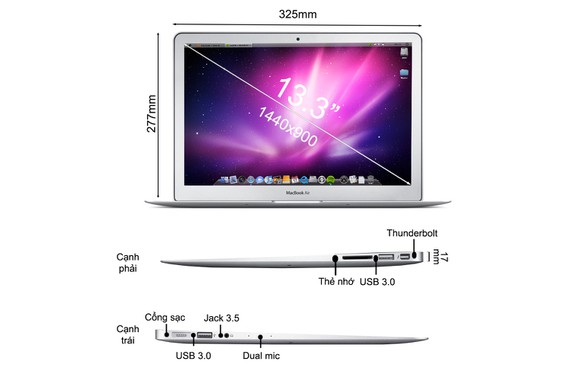 325mm
277mm
13.3”
1440x900
MacBook Air
Thunderbolt
Cạnh
phải
17
mm
Thẻ nhớ
USB 3.0
Cổng sạc
Jack 3.5
Cạnh
trái
USB 3.0
Dual mic